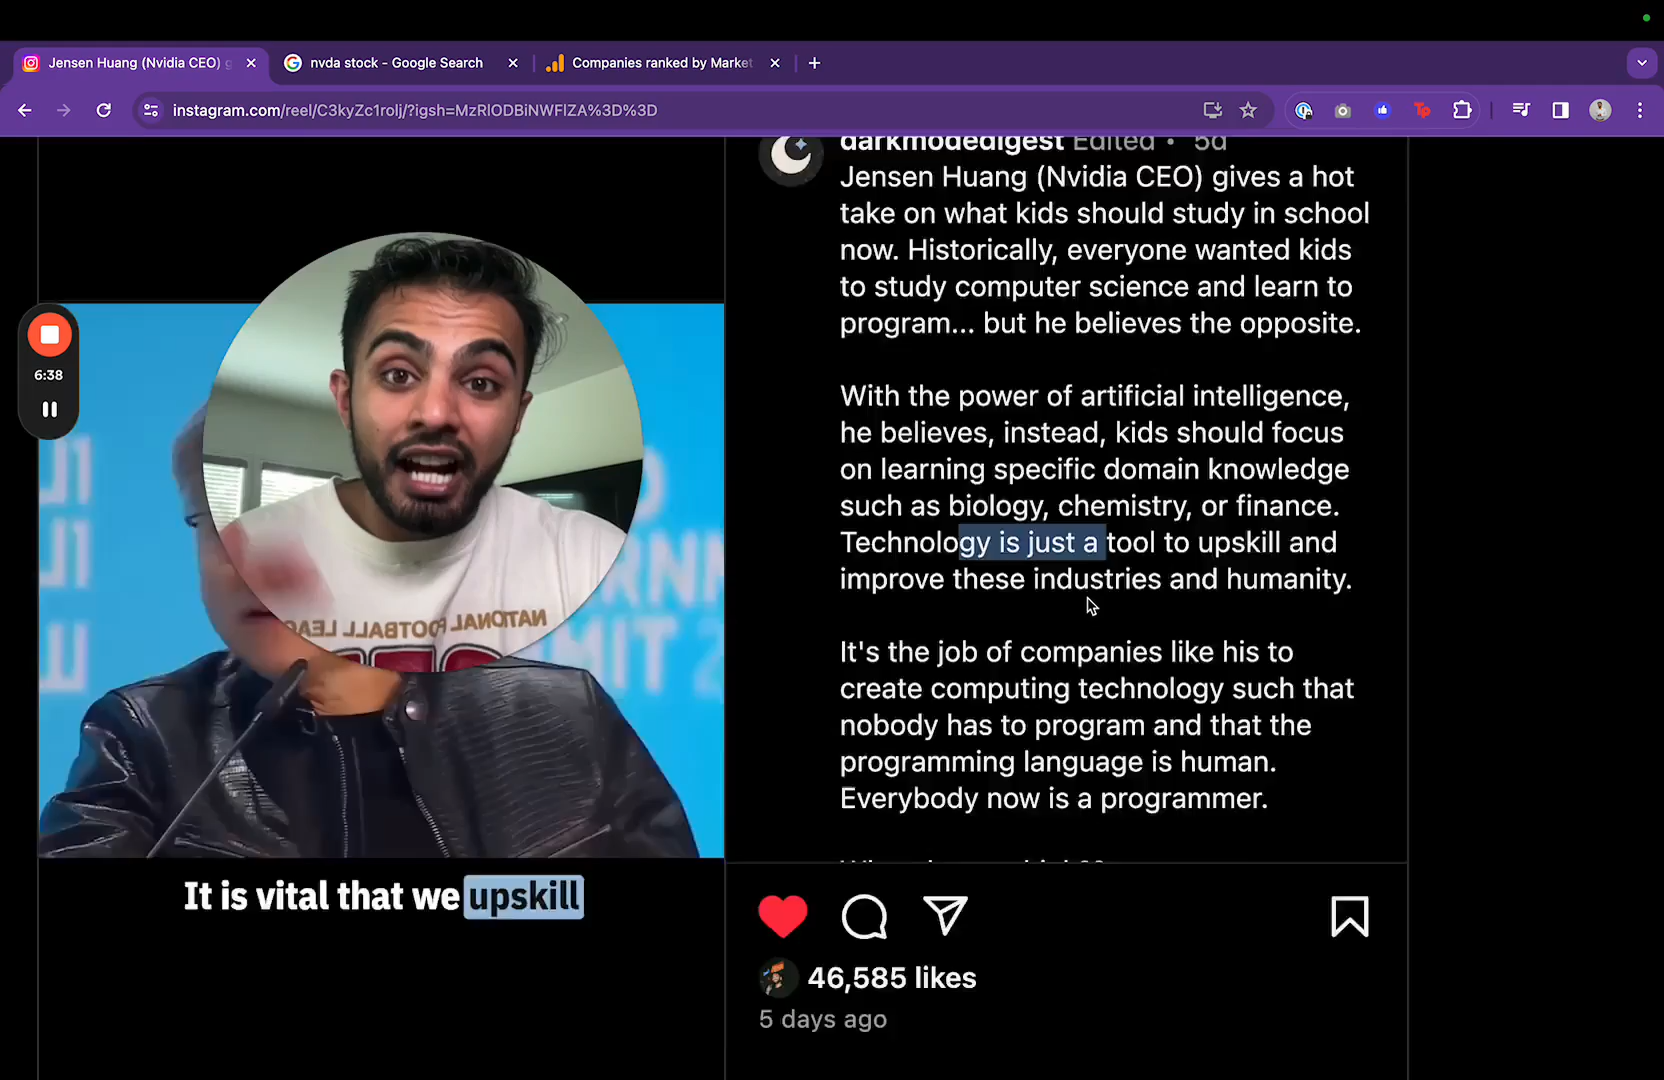 Jensen Huang (Nvidia CEO) g
nvda stock - Google Search
Companies ranked by Market
instagram.com/reel/C3kyZc1rolj/?igsh=MzRlODBiNWFlZA%3D%3D
darkmodedigest Edited • 5d
Jensen Huang (Nvidia CEO) gives a hot
take on what kids should study in school
now. Historically, everyone wanted kids
to study computer science and learn to
program... but he believes the opposite.
With the power of artificial intelligence,
he believes, instead, kids should focus
on learning specific domain knowledge
such as biology, chemistry, or finance.
Technology is just a tool to upskill and
improve these industries and humanity.
It's the job of companies like his to
create computing technology such that
nobody has to program and that the
programming language is human.
Everybody now is a programmer.
6:38
NATIONAL FOOTBALL LEAG
It is vital that we upskill
46,585 likes
5 days ago